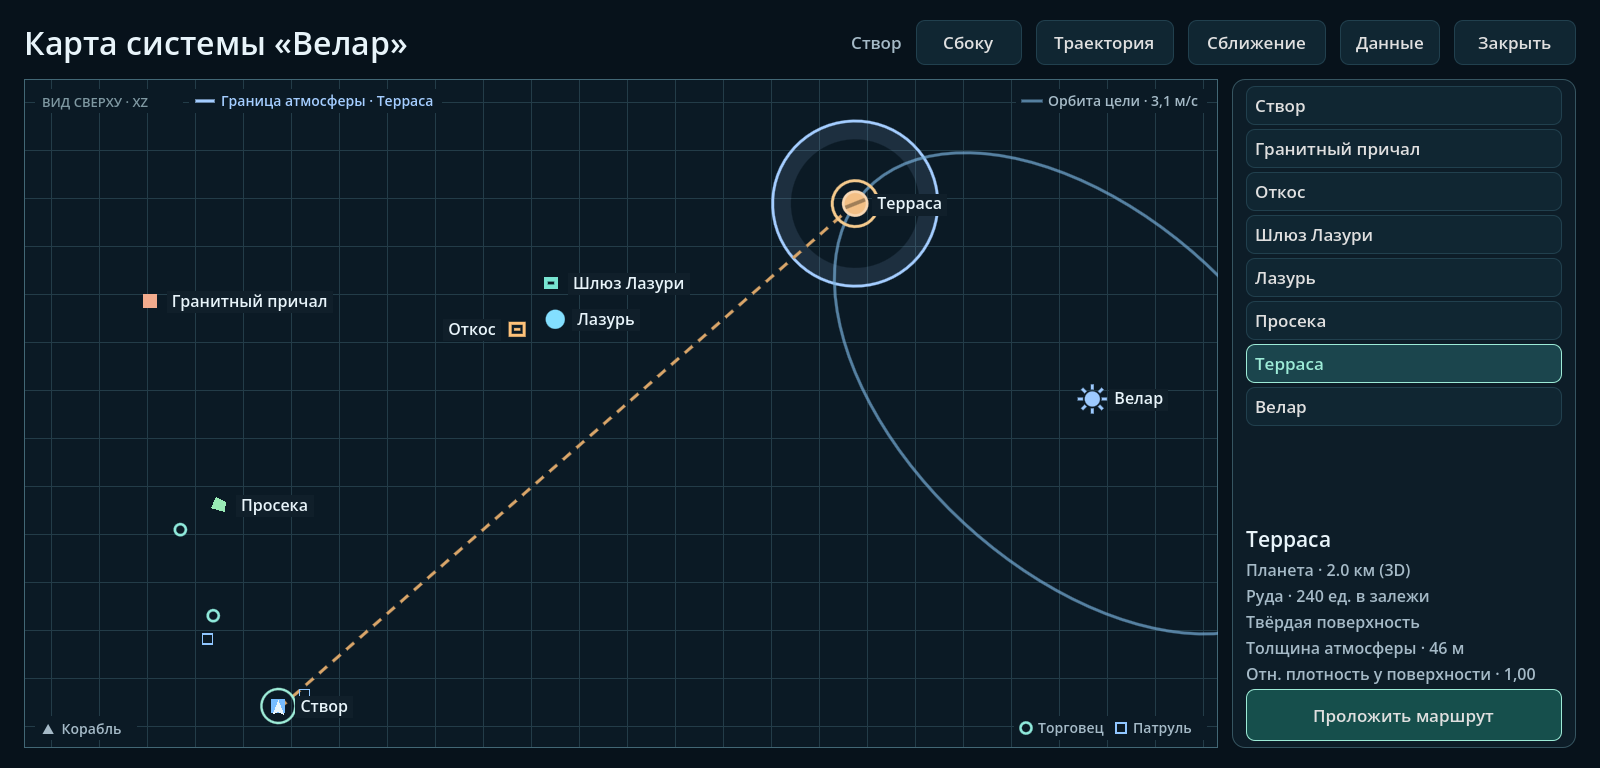 Карта системы «Велар»
Створ
Сбоку
Траектория
Сближение
Данные
Закрыть
ВИД СВЕРХУ · XZ
Граница атмосферы · Терраса
Орбита цели · 3,1 м/с
Терраса
Шлюз Лазури
Гранитный причал
Лазурь
Откос
Велар
Просека
Створ
Корабль
Торговец
Патруль
Створ
Гранитный причал
Откос
Шлюз Лазури
Лазурь
Просека
Терраса
Велар
Терраса
Планета · 2.0 км (3D)
Руда · 240 ед. в залежи
Твёрдая поверхность
Толщина атмосферы · 46 м
Отн. плотность у поверхности · 1,00
Проложить маршрут